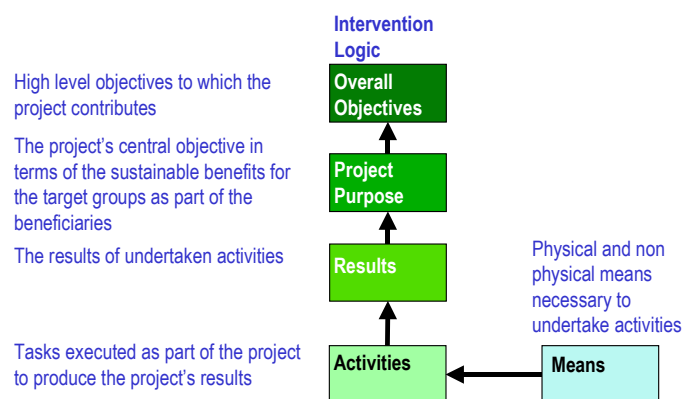 Intervention
Logic
High level objectives to which the
project contributes
Overall
Objectives
The project's central objective in
terms of the sustainable benefits for
the target groups as part of the
beneficiaries
Project
Purpose
The results of undertaken activities
Results
Physical and non
physical means
necessary to
undertake activities
Tasks executed as part of the project
to produce the project's results
Activities
Means